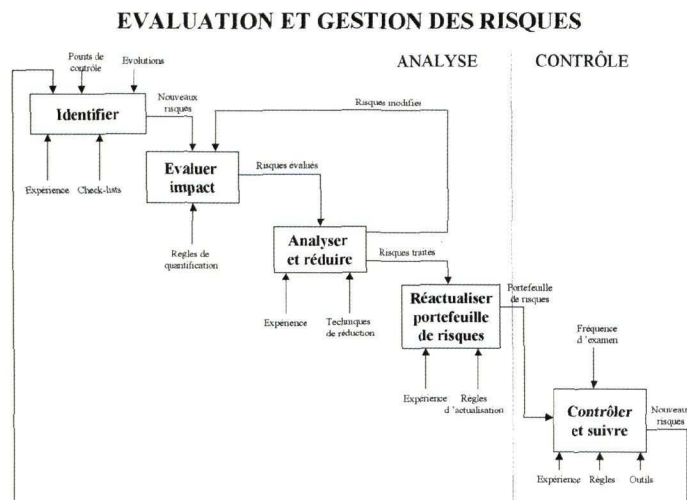 EVALUATION ET GESTION DES RISQUES
ANALYSE
CONTRÔLE
Points de
contrôle
Evolutions
Identifier
Nouveaux
risques
Risques modifiés
Expérience
Check-lists
Evaluer
impact
Risques évalués
Règles de
quantification
Analyser
et réduire
Risques traités
Expérience
Techniques
de réduction
Réactualiser
portefeuille
de risques
Portefeuille
de risques
Expérience
Règles
d'actualisation
Fréquence
d'examen
Contrôler
et suivre
Nouveaux
risques
Expérience
Règles
Outils